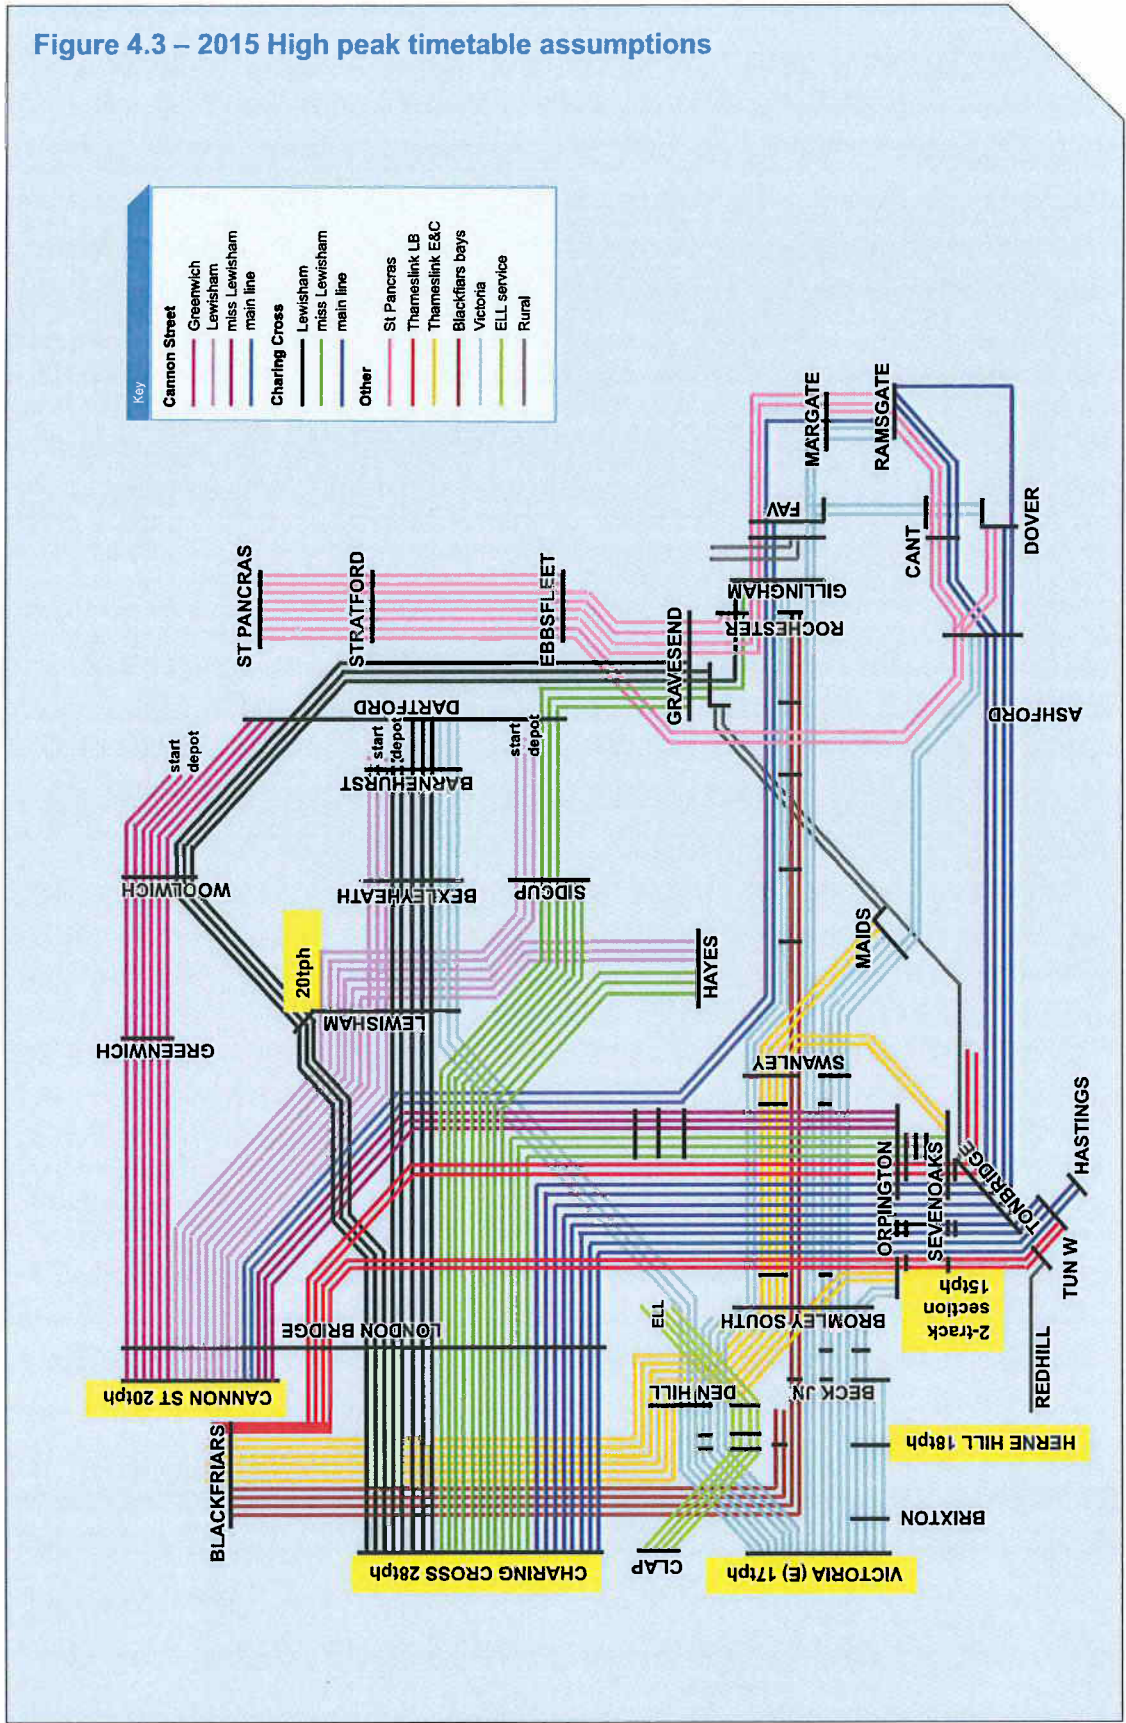 Figure 4.3 – 2015 High peak timetable assumptions
Key
Cannon Street
Greenwich
Lewisham
miss Lewisham
main line
Charing Cross
Lewisham
miss Lewisham
main line
Other
St Pancras
Thameslink LB
Thameslink E&C
Blackfiars bays
Victoria
ELL service
Rural
ST PANCRAS
STRATFORD
EBBSFLEET
GRAVESEND
MARGATE
RAMSGATE
FAV
CANT
DOVER
GILLINGHAM
ROCHESTER
ASHFORD
DARTFORD
start
depot
start
depot
start
depot
BARNEHURST
WOOLWICH
BEXLEYHEATH
SIDCUP
20tph
HAYES
MAIDS
LEWISHAM
GREENWICH
SWANLEY
ORPINGTON
SEVENOAKS
TONBRIDGE
HASTINGS
TUN W
2-track
section
15tph
REDHILL
LONDON BRIDGE
ELL
BROMLEY SOUTH
CANNON ST 20tph
DEN HILL
BECK JN
BLACKFRIARS
HERNE HILL 18tph
BRIXTON
CHARING CROSS 28tph
CLAP
VICTORIA (E) 17tph